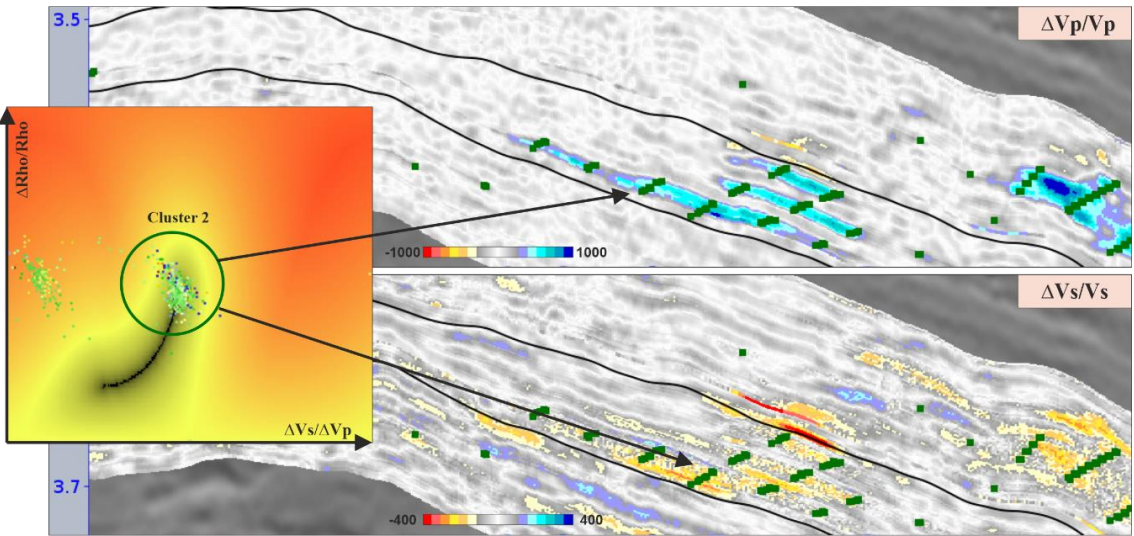 3.5
ΔVp/Vp
ΔRho/Rho
Cluster 2
-1000 1000
ΔVs/Vs
ΔVs/ΔVp
3.7
-400 400